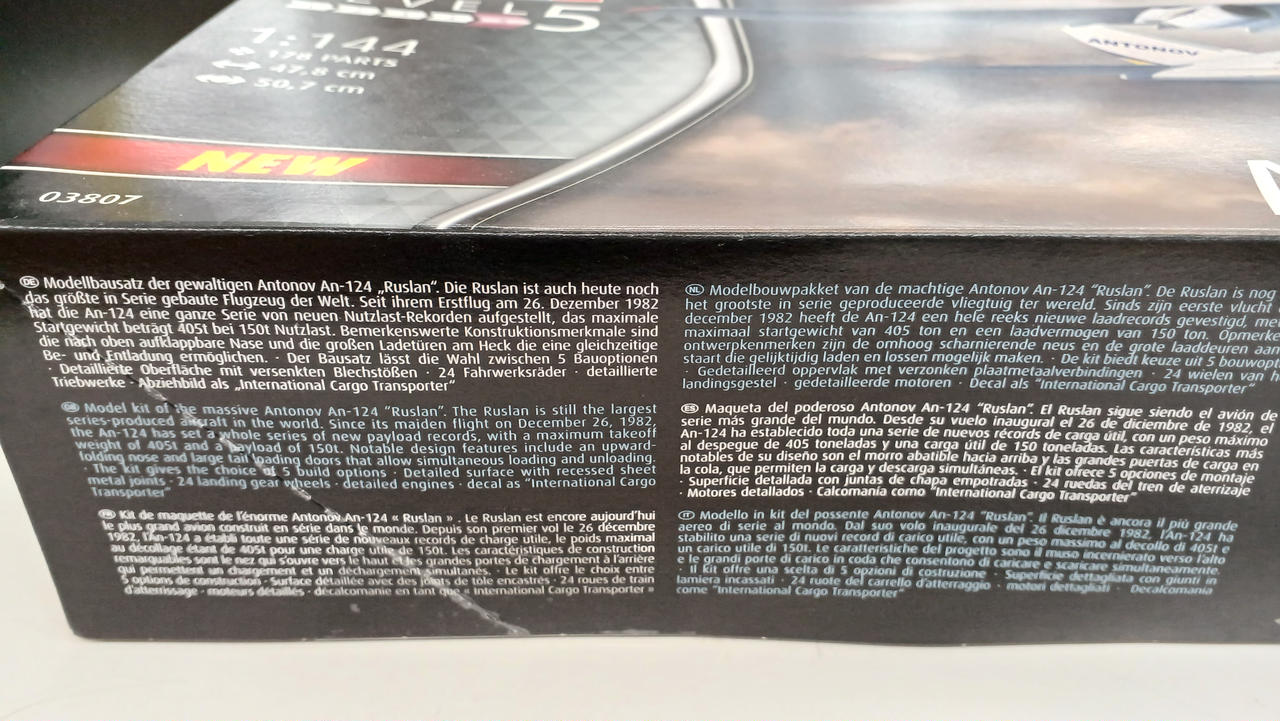 LEVEL 5
1:144
178 PARTS
47,8 cm
50,7 cm
ANTONOV
NEW
03807
DE Modellbausatz der gewaltigen Antonov An-124 „Ruslan“. Die Ruslan ist auch heute noch
das größte in Serie gebaute Flugzeug der Welt. Seit ihrem Erstflug am 26. Dezember 1982
hat die An-124 eine ganze Serie von neuen Nutzlast-Rekorden aufgestellt, das maximale
Startgewicht beträgt 405t bei 150t Nutzlast. Bemerkenswerte Konstruktionsmerkmale sind
die nach oben aufklappbare Nase und die großen Ladetüren am Heck die eine gleichzeitige
Be- und Entladung ermöglichen. · Der Bausatz lässt die Wahl zwischen 5 Bauoptionen
· Detaillierte Oberfläche mit versenkten Blechstößen · 24 Fahrwerksräder · detaillierte
Triebwerke · Abziehbild als „International Cargo Transporter“
GB Model kit of the massive Antonov An-124 “Ruslan”. The Ruslan is still the largest
series-produced aircraft in the world. Since its maiden flight on December 26, 1982,
the An-124 has set a whole series of new payload records, with a maximum takeoff
weight of 405t and a payload of 150t. Notable design features include an upward-
folding nose and large tail loading doors that allow simultaneous loading and unloading.
· The kit gives the choice of 5 build options · Detailed surface with recessed sheet
metal joints · 24 landing gear wheels · detailed engines · decal as “International Cargo
Transporter”
FR Kit de maquette de l'énorme Antonov An-124 « Ruslan » . Le Ruslan est encore aujourd'hui
le plus grand avion construit en série dans le monde. Depuis son premier vol le 26 décembre
1982, l'An-124 a établi toute une série de nouveaux records de charge utile, le poids maximal
au décollage étant de 405t pour une charge utile de 150t. Les caractéristiques de construction
remarquables sont le nez qui s'ouvre vers le haut et les grandes portes de chargement à l'arrière
qui permettent un chargement et un déchargement simultanés. · Le kit offre le choix entre
5 options de construction · Surface détaillée avec des joints de tôle encastrés · 24 roues de train
d'atterrissage · moteurs détaillés · décalcomanie en tant que « International Cargo Transporter »
NL Modelbouwpakket van de machtige Antonov An-124 “Ruslan”. De Ruslan is nog
het grootste in serie geproduceerde vliegtuig ter wereld. Sinds zijn eerste vlucht
december 1982 heeft de An-124 een hele reeks nieuwe laadrecords gevestigd, me
maximaal startgewicht van 405 ton en een laadvermogen van 150 ton. Opmerke
ontwerpkenmerken zijn de omhoog scharnierende neus en de grote laaddeuren aan
staart die gelijktijdig laden en lossen mogelijk maken. · De kit biedt keuze uit 5 bouwopt
· Gedetailleerd oppervlak met verzonken plaatmetaalverbindingen · 24 wielen van h
landingsgestel · gedetailleerde motoren · Decal als “International Cargo Transporter”
ES Maqueta del poderoso Antonov An-124 “Ruslan”. El Ruslan sigue siendo el avión de
serie más grande del mundo. Desde su vuelo inaugural el 26 de diciembre de 1982, el
An-124 ha establecido toda una serie de nuevos récords de carga útil, con un peso máximo
al despegue de 405 toneladas y una carga útil de 150 toneladas. Las características más
notables de su diseño son el morro abatible hacia arriba y las grandes puertas de carga en
la cola, que permiten la carga y descarga simultáneas. · El kit ofrece 5 opciones de montaje
· Superficie detallada con juntas de chapa empotradas · 24 ruedas del tren de aterrizaje
· Motores detallados · Calcomanía como “International Cargo Transporter”
IT Modello in kit del possente Antonov An-124 “Ruslan”. Il Ruslan è ancora il più grande
aereo di serie al mondo. Dal suo volo inaugurale del 26 dicembre 1982, l'An-124 ha
stabilito una serie di nuovi record di carico utile, con un peso massimo al decollo di 405t e
un carico utile di 150t. Le caratteristiche del progetto sono il muso incernierato verso l'alto
e le grandi porte di carico in coda che consentono di caricare e scaricare simultaneamente.
· Il kit offre una scelta di 5 opzioni di costruzione · Superficie dettagliata con giunti in
lamiera incassati · 24 ruote del carrello d'atterraggio · motori dettagliati · Decalcomania
come “International Cargo Transporter”